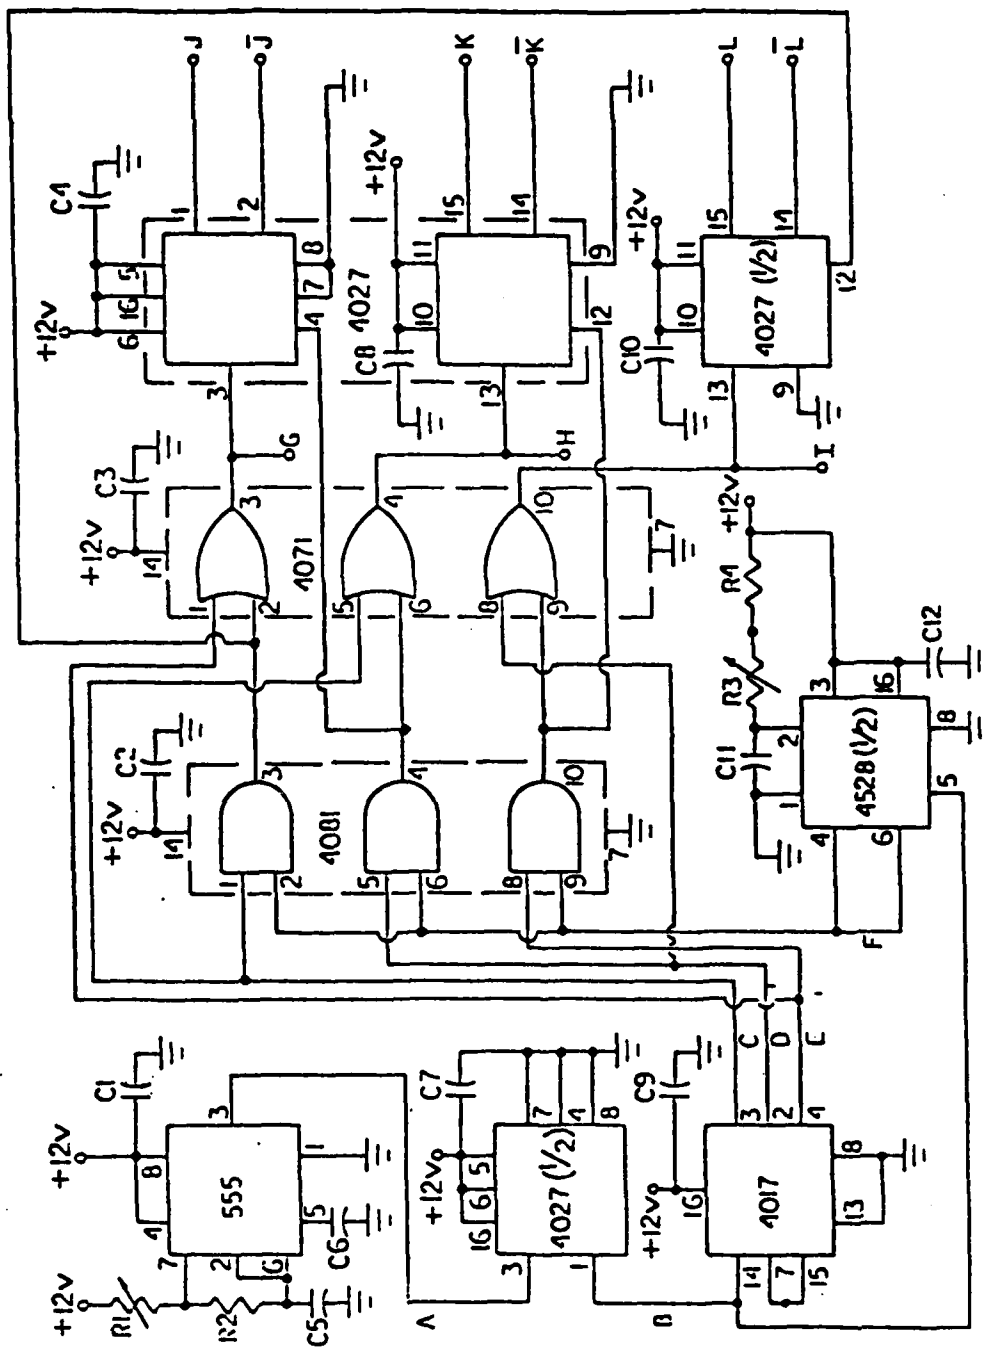 +12v
R1
R2
C5
7
2
6
4
8
555
3
1
5
C6
+12v
C1
A
+12v
C7
16
6
5
4027 (1/2)
7
4
8
3
1
B
+12v
C9
16
4017
3
2
4
14
7
15
13
8
C
D
E
F
+12v
C2
14
4081
1
2
3
5
6
4
8
9
10
7
+12v
C3
14
4071
1
2
3
5
6
4
8
9
10
7
G
H
I
+12v
C4
6
16
5
1
2
3
4
7
8
J
J̅
4027
+12v
C8
10
11
15
14
13
12
9
K
K̅
+12v
C10
10
11
15
14
4027 (1/2)
13
9
12
L
L̅
+12v
R4
R3
C11
1
2
3
16
4528 (1/2)
4
6
5
8
C12